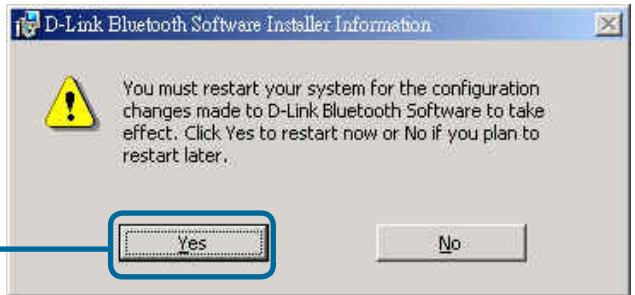 D-Link Bluetooth Software Installer Information
You must restart your system for the configuration
changes made to D-Link Bluetooth Software to take
effect. Click Yes to restart now or No if you plan to
restart later.
Yes
No